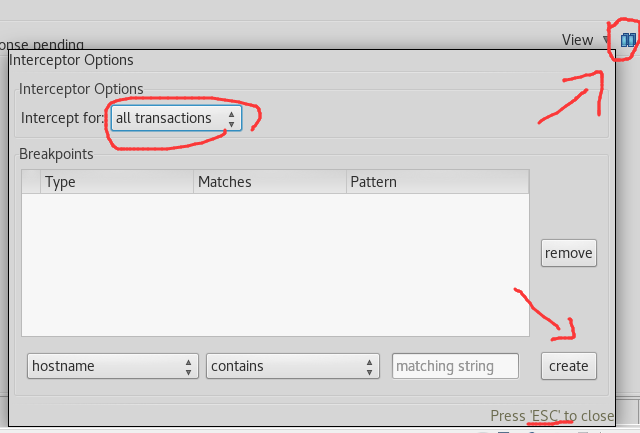 View
onse pending
Interceptor Options
Interceptor Options
Intercept for: all transactions
Breakpoints
Type Matches Pattern
remove
hostname contains matching string create
Press 'ESC' to close